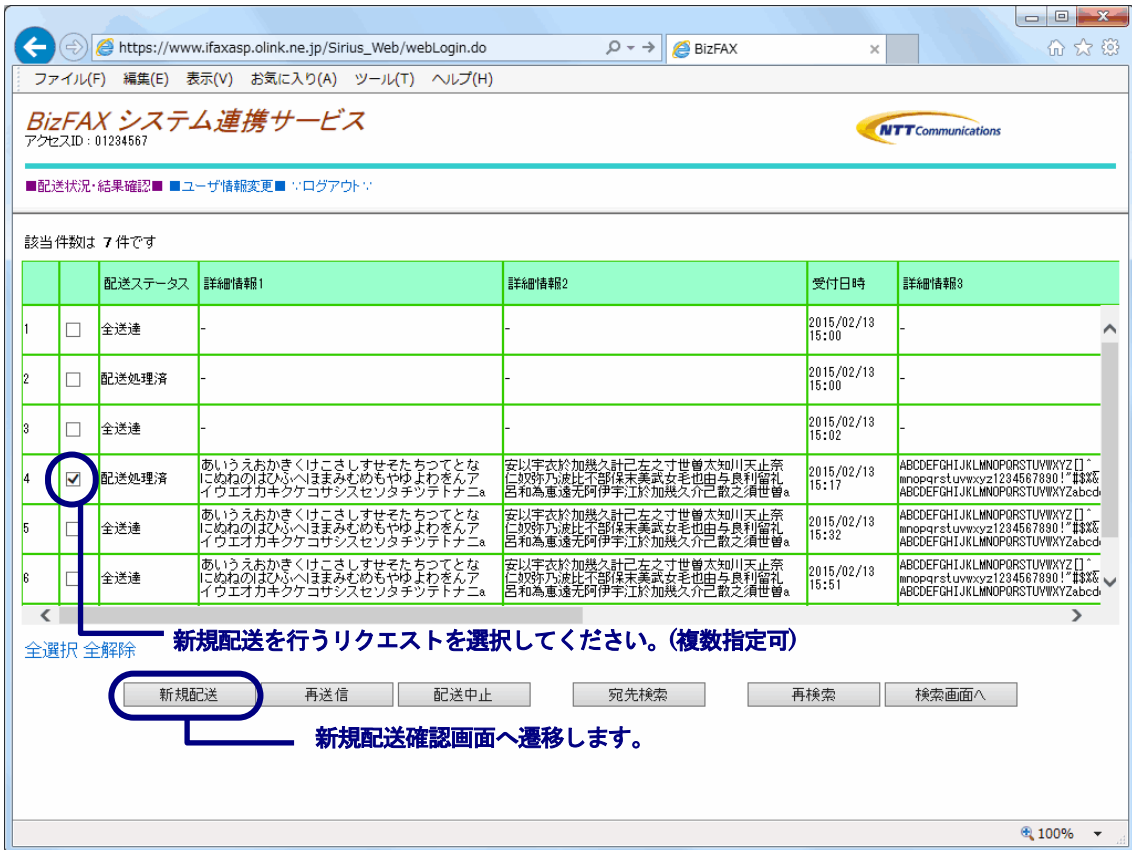 https://www.ifaxasp.olink.ne.jp/Sirius_Web/webLogin.do
BizFAX
ファイル(F) 編集(E) 表示(V) お気に入り(A) ツール(T) ヘルプ(H)
BizFAX システム連携サービス
アクセスID：01234567
NTT Communications
■配送状況・結果確認■ ■ユーザ情報変更■ ∵ログアウト∵
該当件数は 7 件です
配送ステータス 詳細情報1 詳細情報2 受付日時 詳細情報3
1 全送達 - - 2015/02/13 15:00 -
2 配送処理済 - - 2015/02/13 15:00 -
3 全送達 - - 2015/02/13 15:02 -
4 配送処理済
あいうえおかきくけこさしすせそたちつてとな
にぬねのはひふへほまみむめもやゆよわをんア
イウエオカキクケコサシスセソタチツテトナニa
安以宇衣於加幾久計己左之寸世曽太知川天止奈
仁奴祢乃波比不部保末美武女毛也由与良利留礼
呂和為恵遠无阿伊宇江於加幾久介己散之須世曽a
2015/02/13
15:17
ABCDEFGHIJKLMNOPQRSTUVWXYZ[]^
mnopqrstuvwxyz1234567890!"#$%&
ABCDEFGHIJKLMNOPQRSTUVWXYZabcd
5 全送達
あいうえおかきくけこさしすせそたちつてとな
にぬねのはひふへほまみむめもやゆよわをんア
イウエオカキクケコサシスセソタチツテトナニa
安以宇衣於加幾久計己左之寸世曽太知川天止奈
仁奴祢乃波比不部保末美武女毛也由与良利留礼
呂和為恵遠无阿伊宇江於加幾久介己散之須世曽a
2015/02/13
15:32
ABCDEFGHIJKLMNOPQRSTUVWXYZ[]^
mnopqrstuvwxyz1234567890!"#$%&
ABCDEFGHIJKLMNOPQRSTUVWXYZabcd
6 全送達
あいうえおかきくけこさしすせそたちつてとな
にぬねのはひふへほまみむめもやゆよわをんア
イウエオカキクケコサシスセソタチツテトナニa
安以宇衣於加幾久計己左之寸世曽太知川天止奈
仁奴祢乃波比不部保末美武女毛也由与良利留礼
呂和為恵遠无阿伊宇江於加幾久介己散之須世曽a
2015/02/13
15:51
ABCDEFGHIJKLMNOPQRSTUVWXYZ[]^
mnopqrstuvwxyz1234567890!"#$%&
ABCDEFGHIJKLMNOPQRSTUVWXYZabcd
新規配送を行うリクエストを選択してください。(複数指定可)
全選択 全解除
新規配送 再送信 配送中止 宛先検索 再検索 検索画面へ
新規配送確認画面へ遷移します。
100%